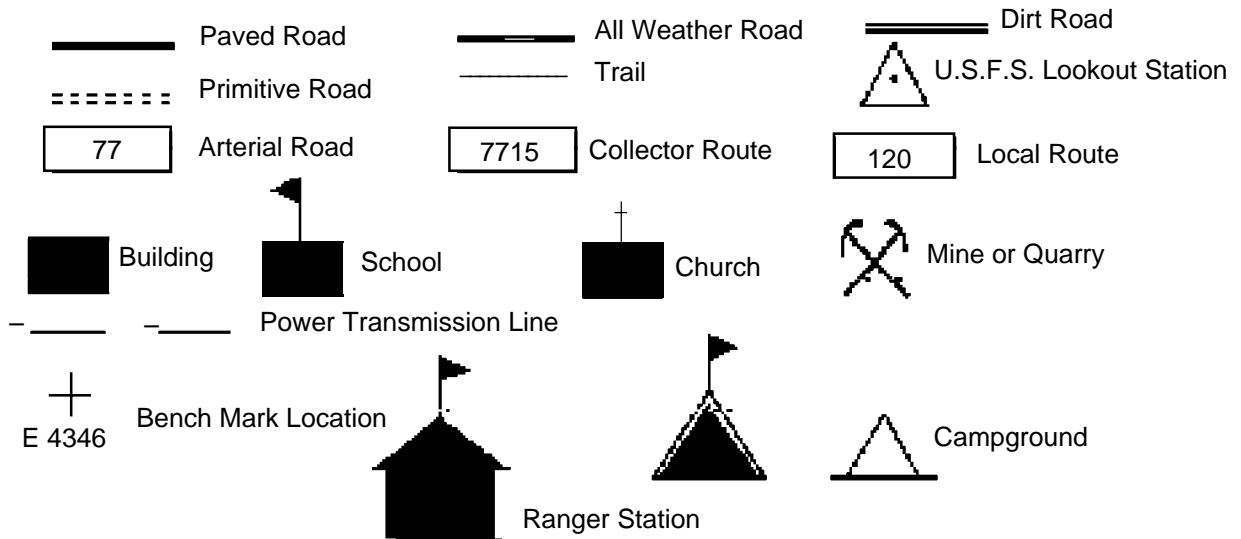 Paved Road
All Weather Road
Dirt Road
Primitive Road
Trail
U.S.F.S. Lookout Station
77
Arterial Road
7715
Collector Route
120
Local Route
Building
School
Church
Mine or Quarry
Power Transmission Line
E 4346
Bench Mark Location
Campground
Ranger Station